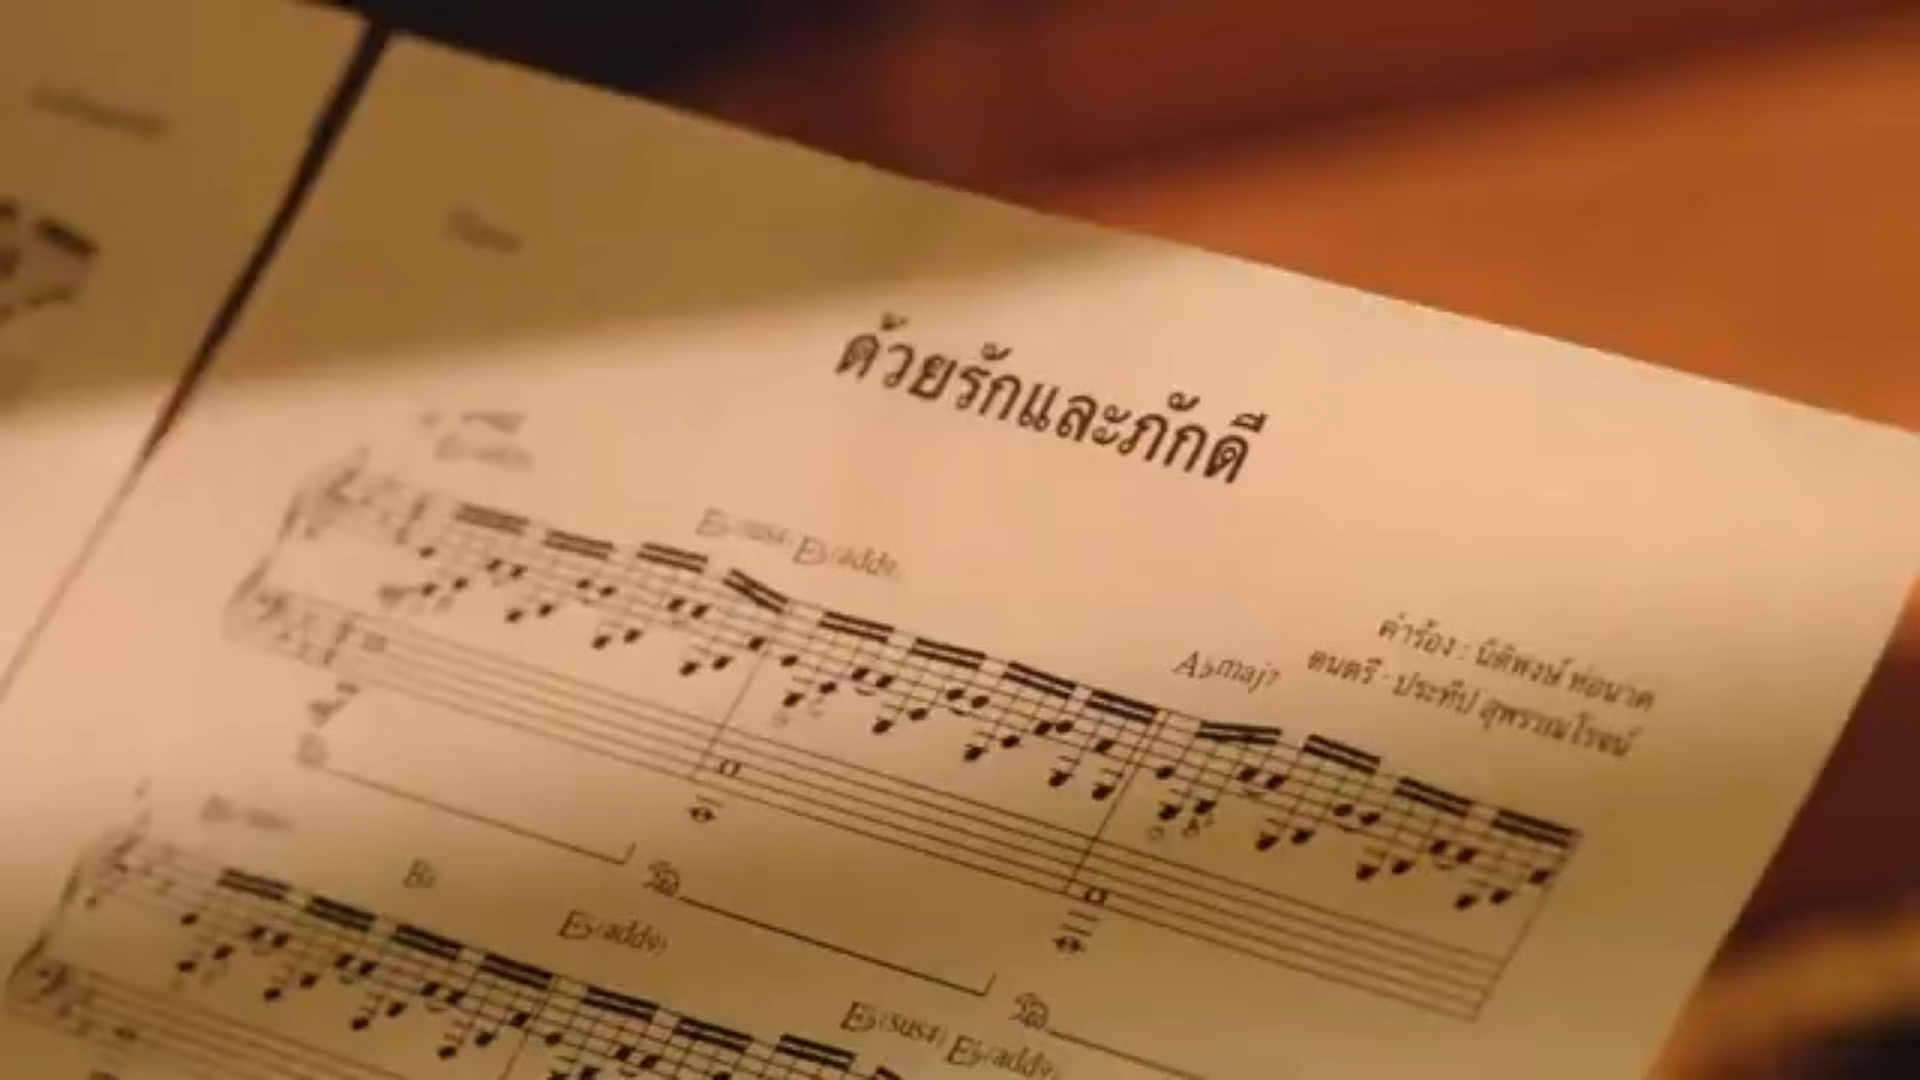 ด้วยรักและภักดี
E♭(sus4) E♭(add9)
คำร้อง : นิติพงษ์ ห่อนาค
A♭maj7
ดนตรี : ประทีป สุพรรณโรจน์
E♭(add9)
E♭(sus4) E♭(add9)